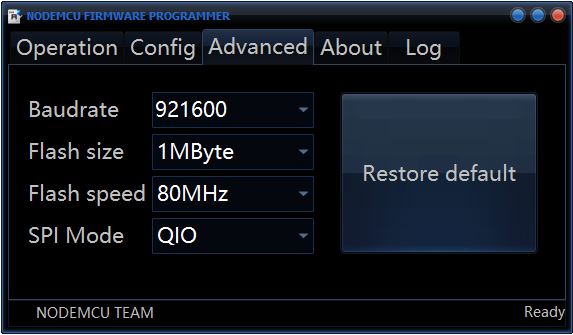 NODEMCU FIRMWARE PROGRAMMER
Operation Config Advanced About Log
Baudrate 921600
Flash size 1MByte
Flash speed 80MHz
SPI Mode QIO
Restore default
NODEMCU TEAM Ready